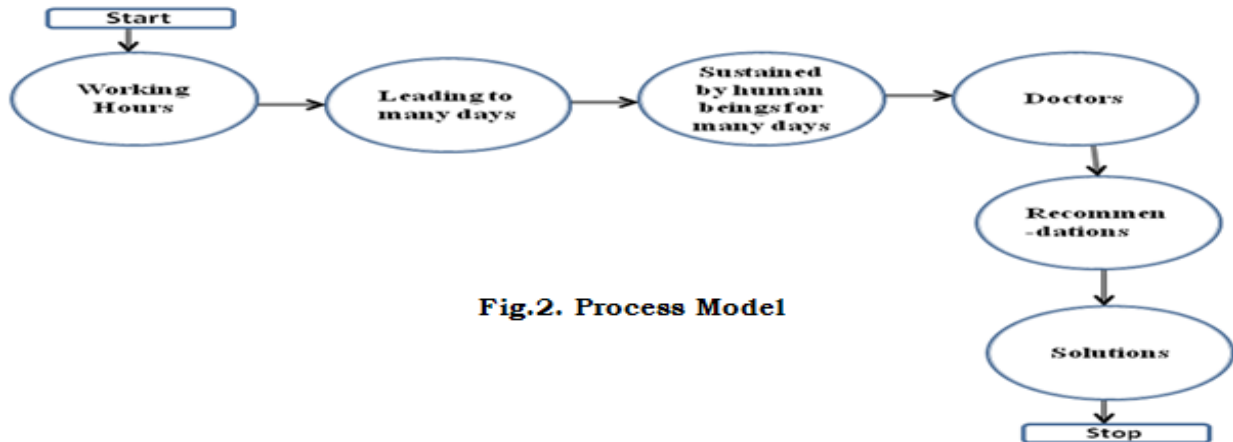 Start
Working
Hours
Leading to
many days
Sustained
by human
beings for
many days
Doctors
Recommen
-dations
Solutions
Stop
Fig.2. Process Model